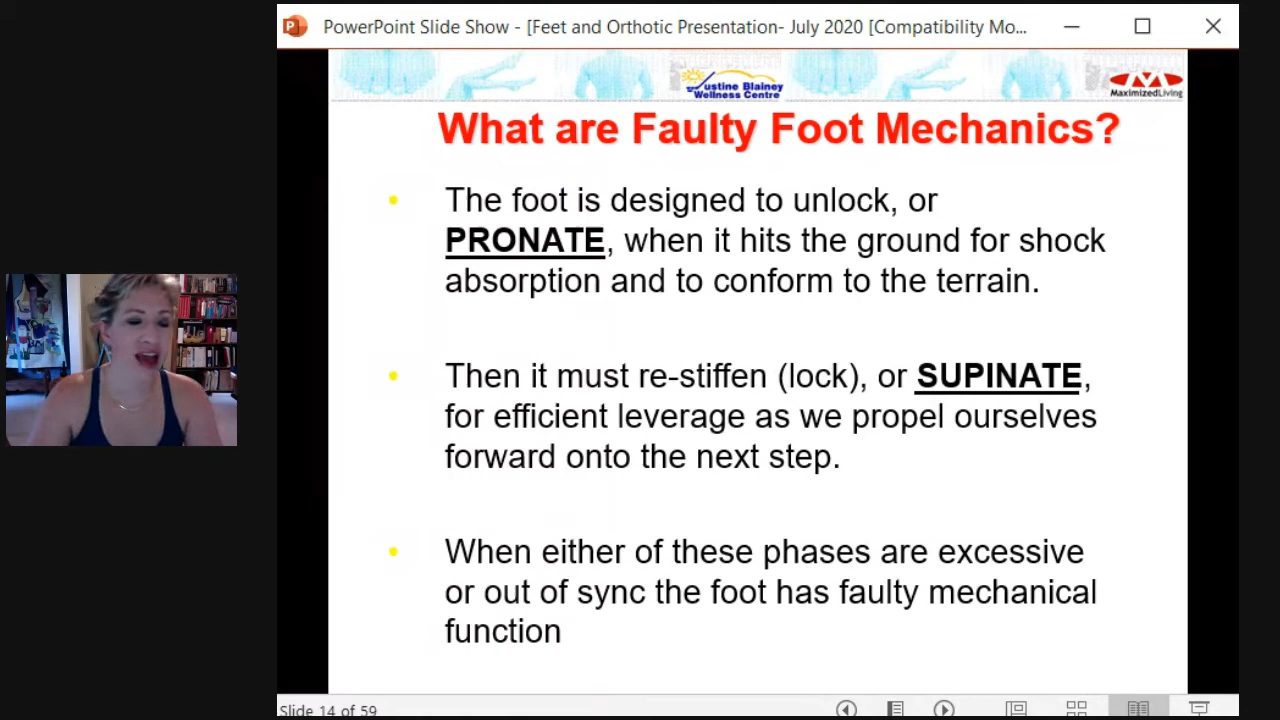 PowerPoint Slide Show - [Feet and Orthotic Presentation- July 2020 [Compatibility Mo...
Justine Blainey
Wellness Centre
MaximizedLiving
What are Faulty Foot Mechanics?
• The foot is designed to unlock, or
PRONATE, when it hits the ground for shock
absorption and to conform to the terrain.
• Then it must re-stiffen (lock), or SUPINATE,
for efficient leverage as we propel ourselves
forward onto the next step.
• When either of these phases are excessive
or out of sync the foot has faulty mechanical
function
Slide 14 of 59